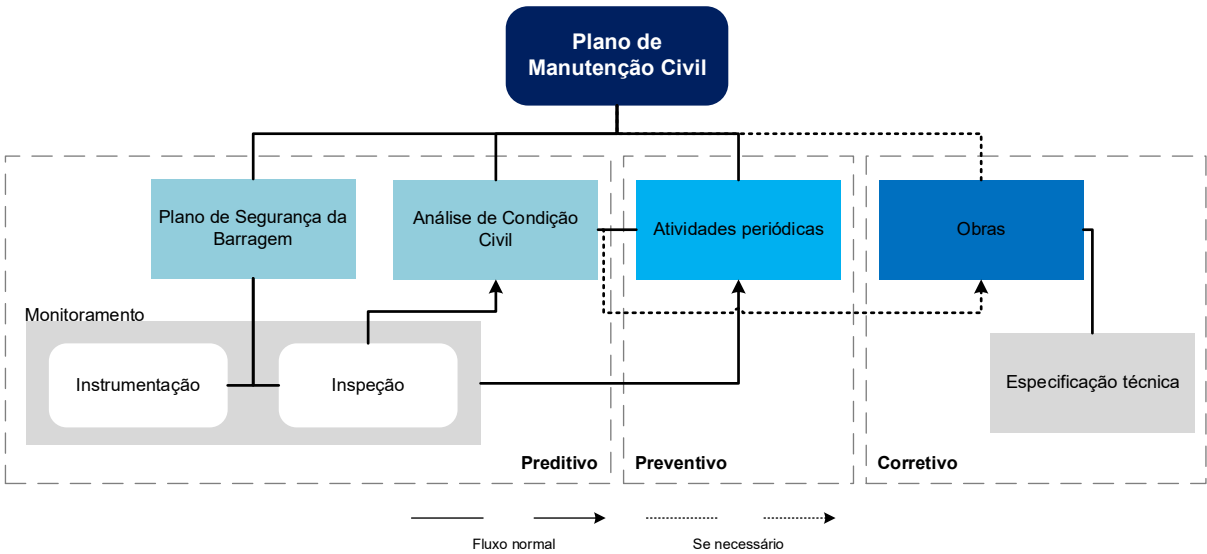 Plano de
Manutenção Civil
Plano de Segurança da
Barragem
Análise de Condição
Civil
Atividades periódicas
Obras
Monitoramento
Instrumentação
Inspeção
Especificação técnica
Preditivo
Preventivo
Corretivo
Fluxo normal
Se necessário